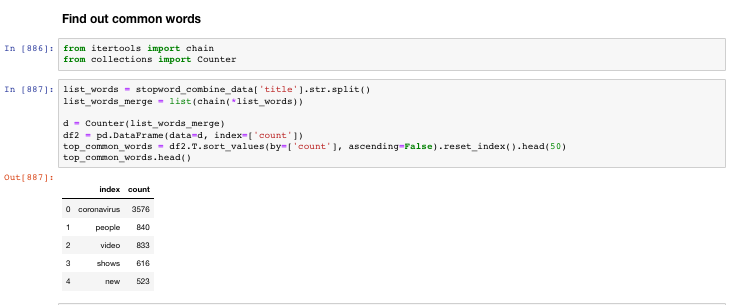 Find out common words
In [886]: from itertools import chain
from collections import Counter
In [887]: list_words = stopword_combine_data['title'].str.split()
list_words_merge = list(chain(*list_words))
d = Counter(list_words_merge)
df2 = pd.DataFrame(data=d, index=['count'])
top_common_words = df2.T.sort_values(by=['count'], ascending=False).reset_index().head(50)
top_common_words.head()
Out[887]:
index count
0 coronavirus 3576
1 people 840
2 video 833
3 shows 616
4 new 523